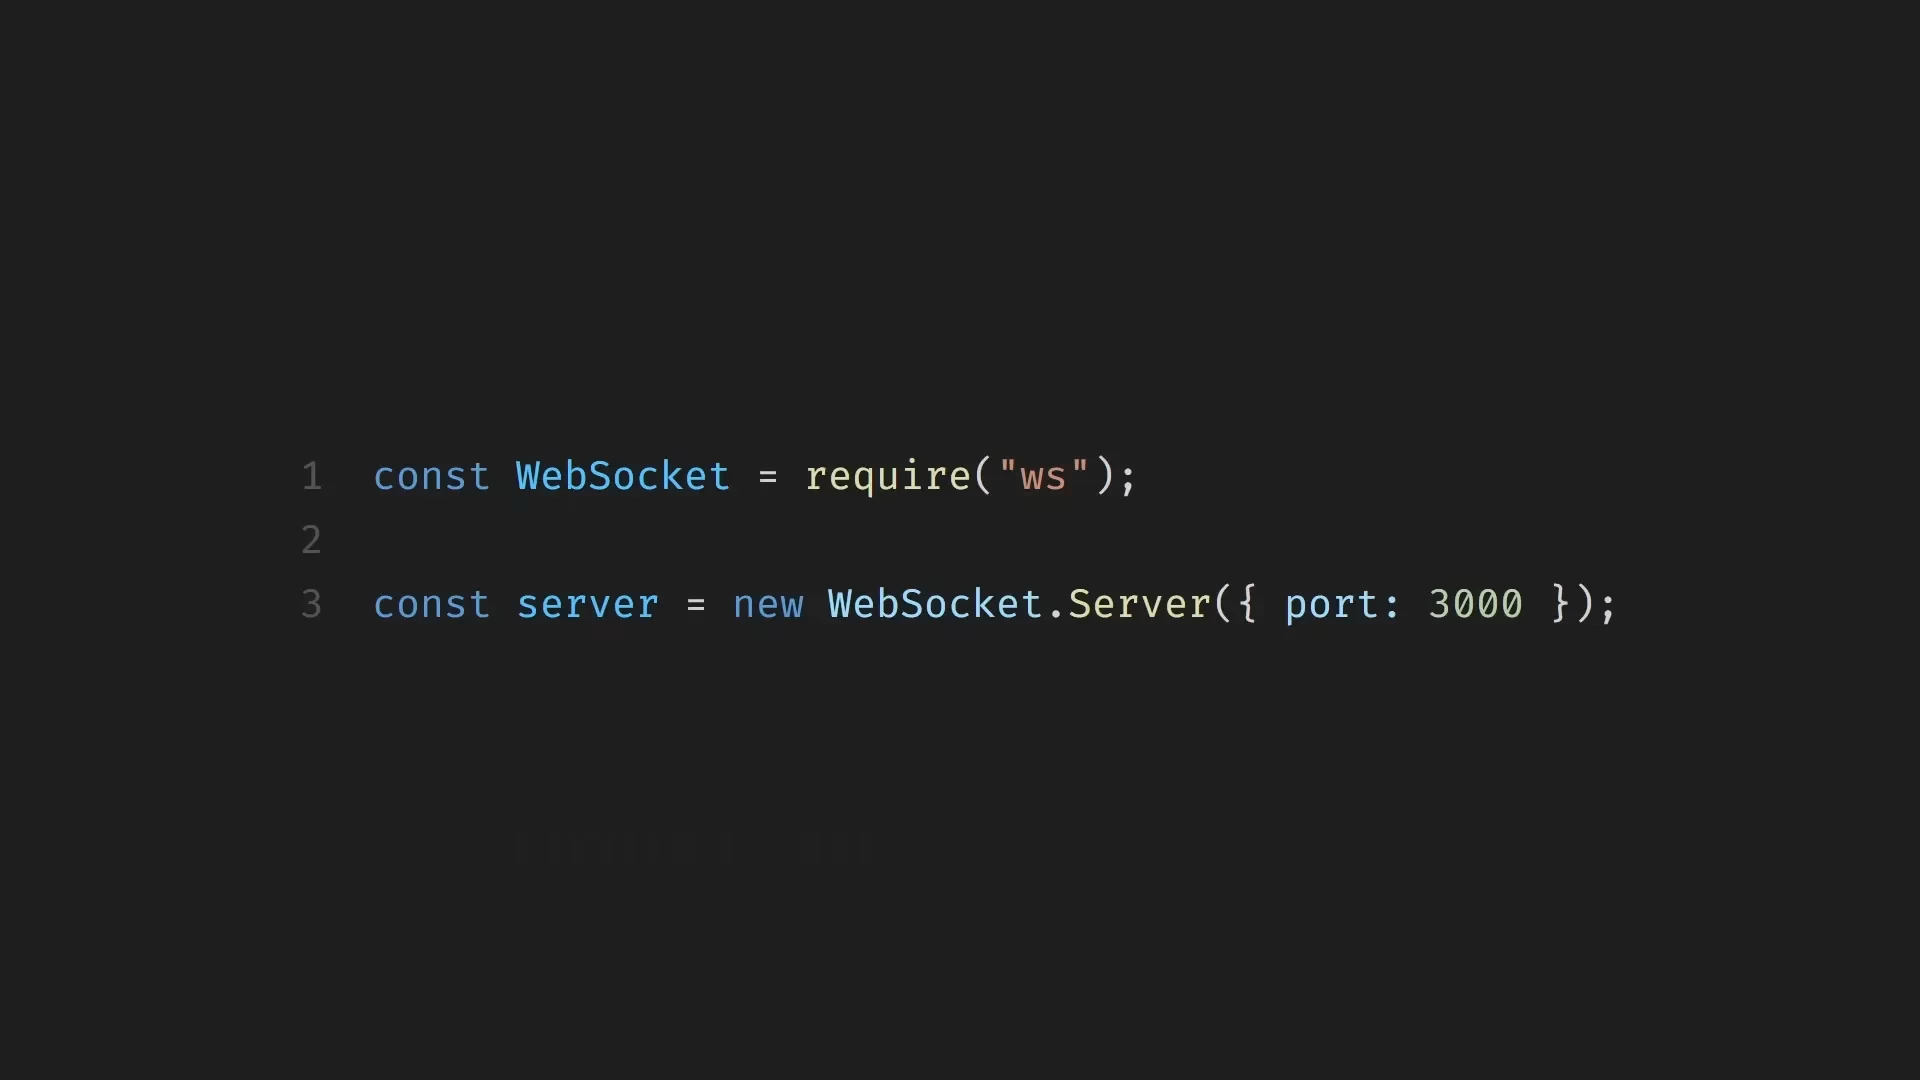 1 const WebSocket = require("ws");
2
3 const server = new WebSocket.Server({ port: 3000 });